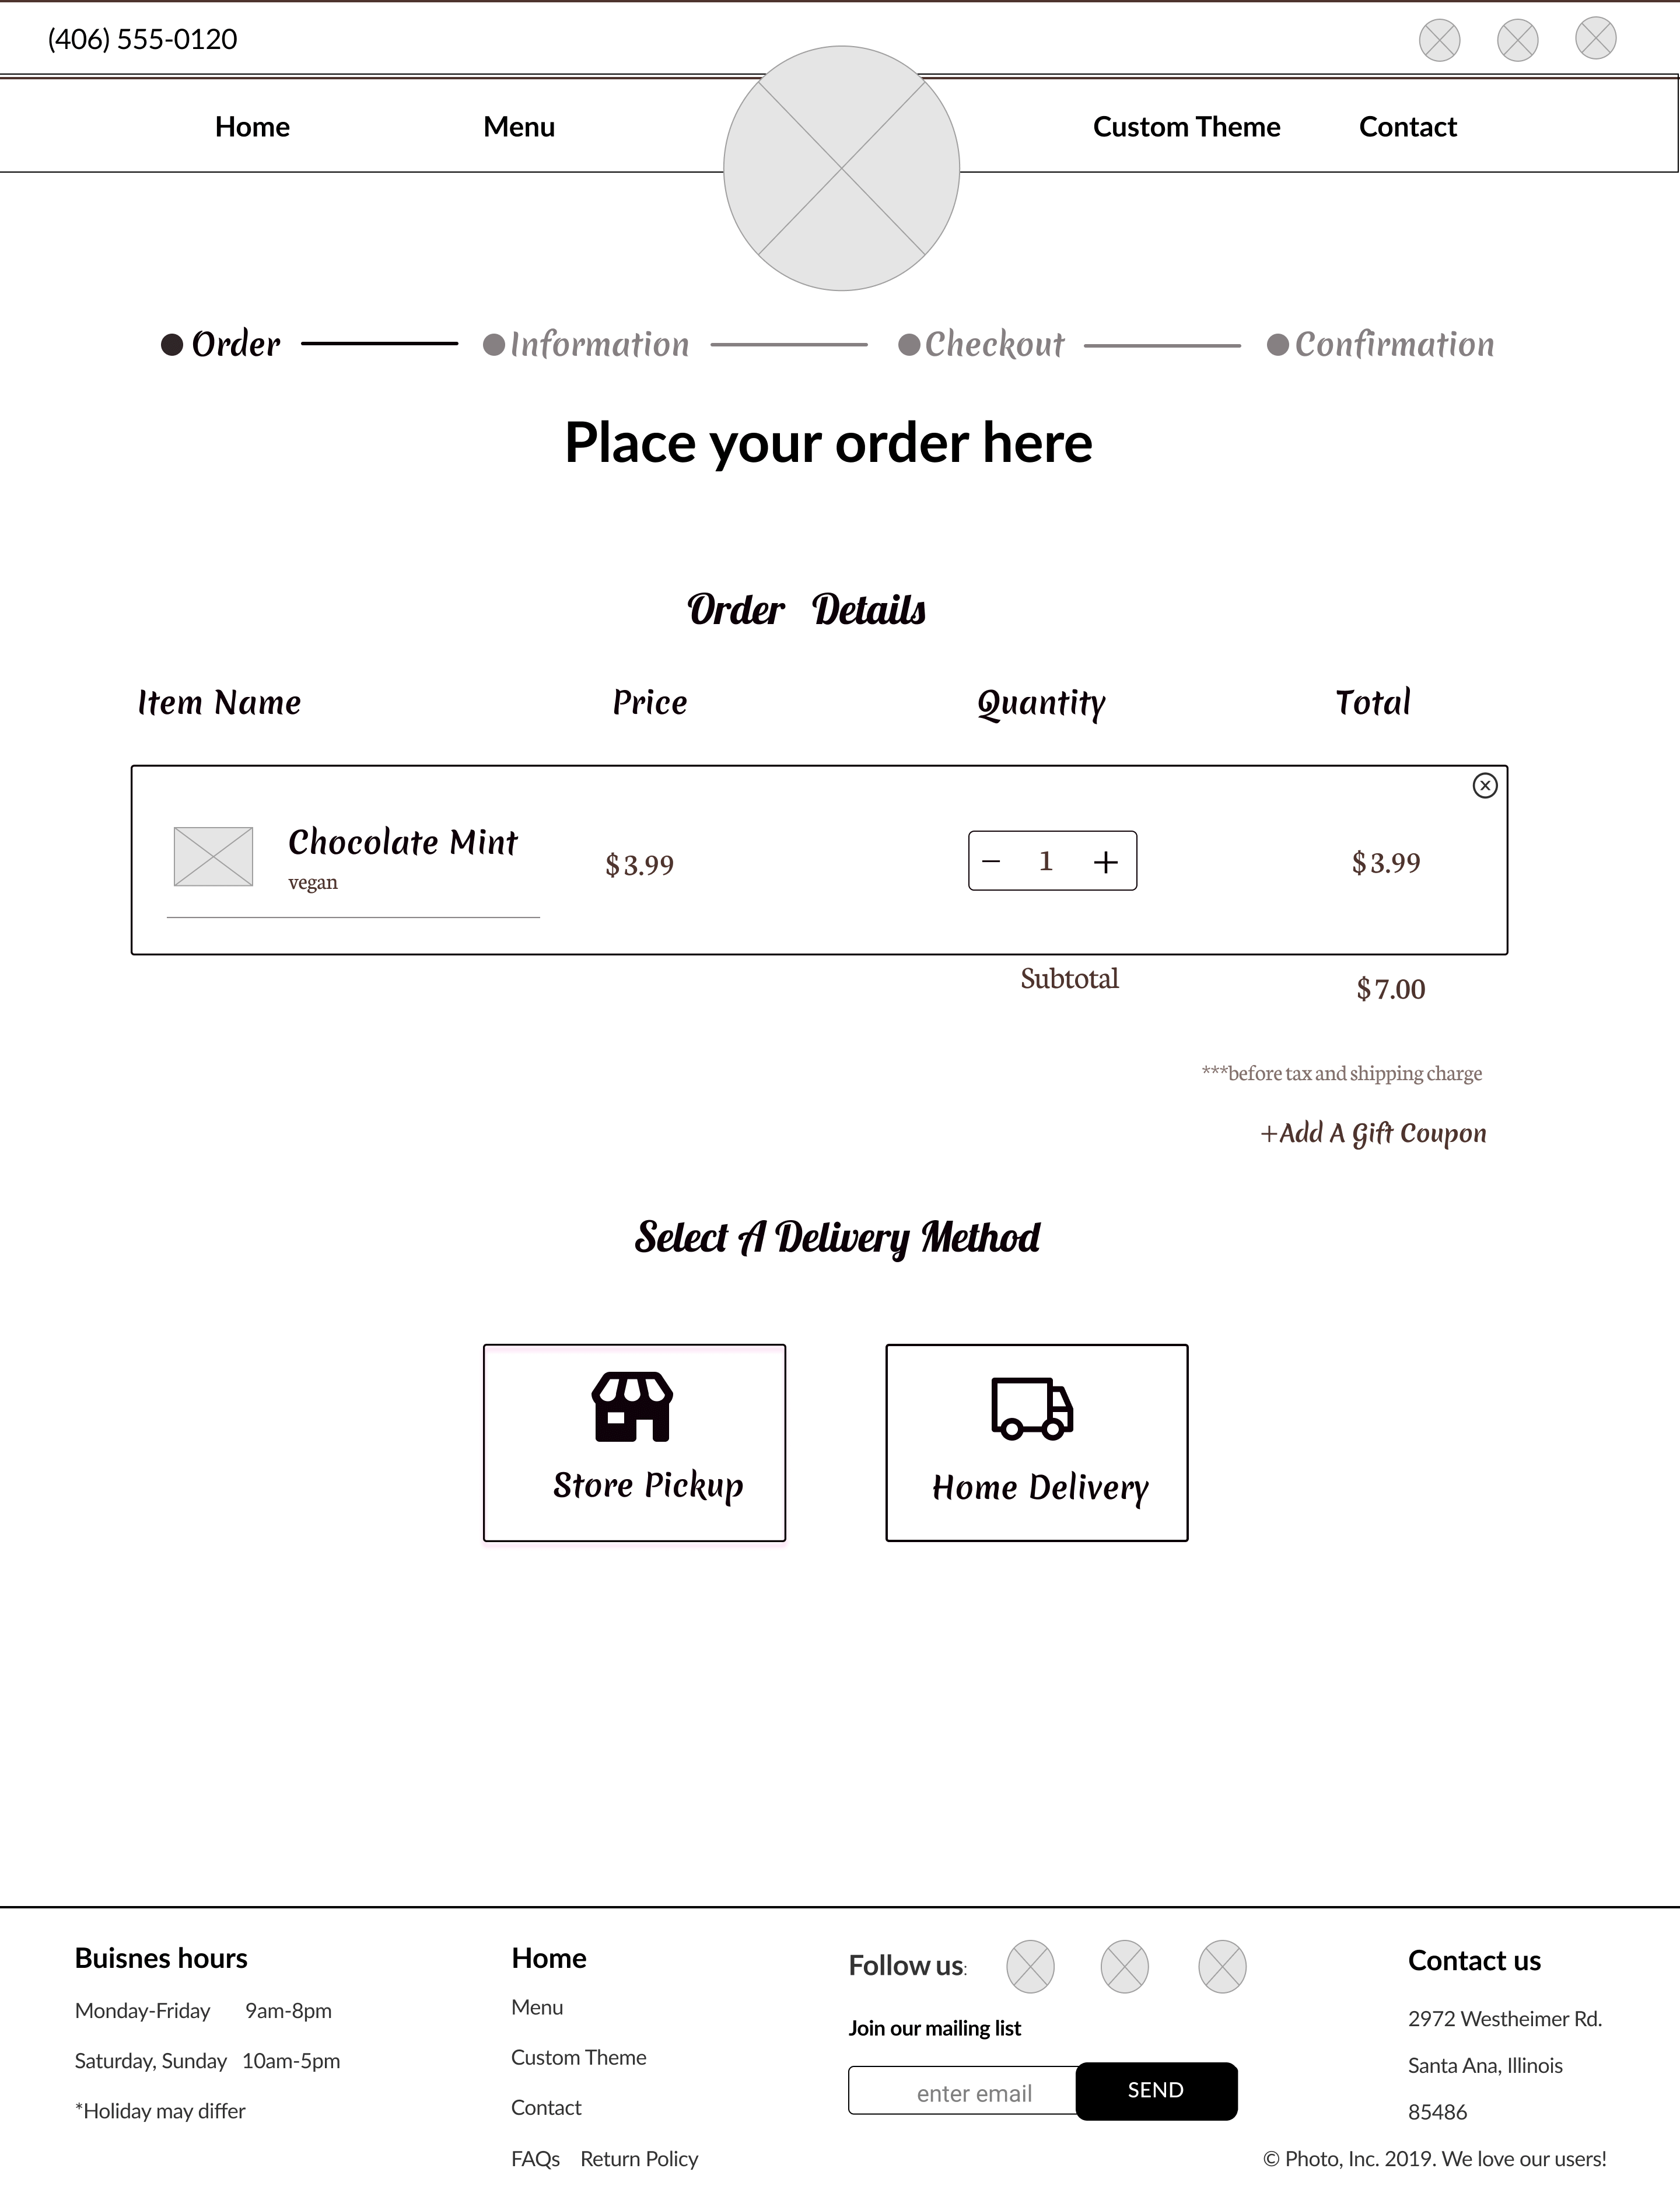 (406) 555-0120
Home Menu Custom Theme Contact
Order Information Checkout Confirmation
Place your order here
Order Details
Item Name Price Quantity Total
Chocolate Mint
vegan
$3.99 − 1 + $3.99
Subtotal $7.00
***before tax and shipping charge
+Add A Gift Coupon
Select A Delivery Method
Store Pickup Home Delivery
Buisnes hours
Monday-Friday 9am-8pm
Saturday, Sunday 10am-5pm
*Holiday may differ
Home
Menu
Custom Theme
Contact
FAQs Return Policy
Follow us:
Join our mailing list
enter email SEND
Contact us
2972 Westheimer Rd.
Santa Ana, Illinois
85486
© Photo, Inc. 2019. We love our users!